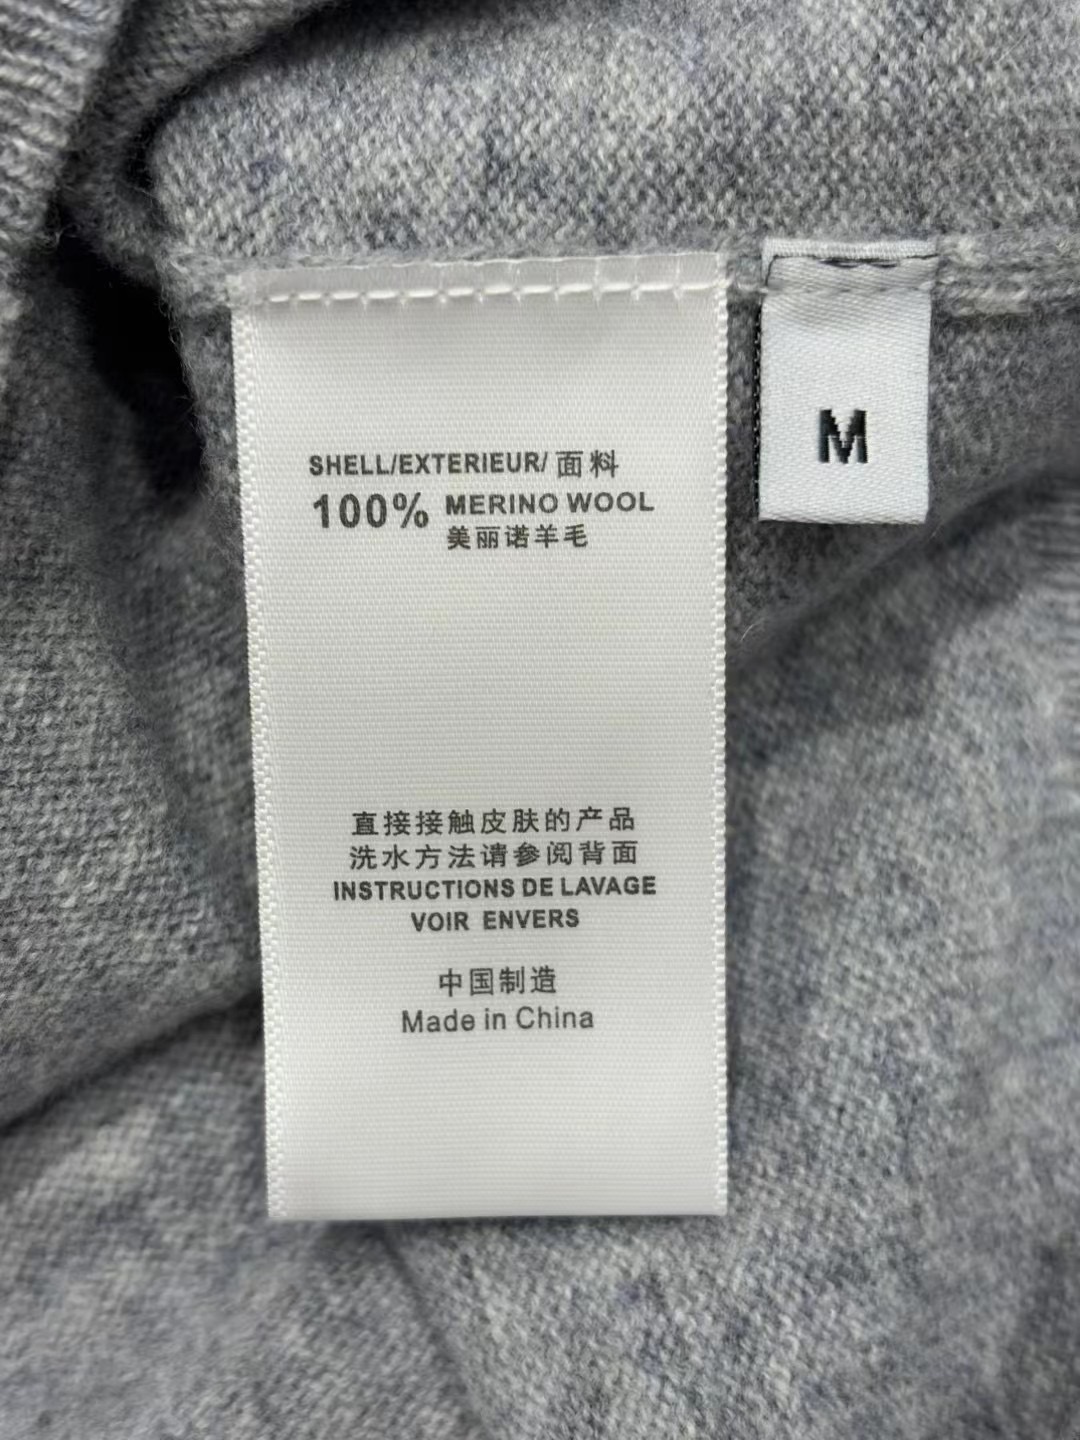 SHELL/EXTERIEUR/ 面料
100% MERINO WOOL
美丽诺羊毛
M
直接接触皮肤的产品
洗水方法请参阅背面
INSTRUCTIONS DE LAVAGE
VOIR ENVERS
中国制造
Made in China